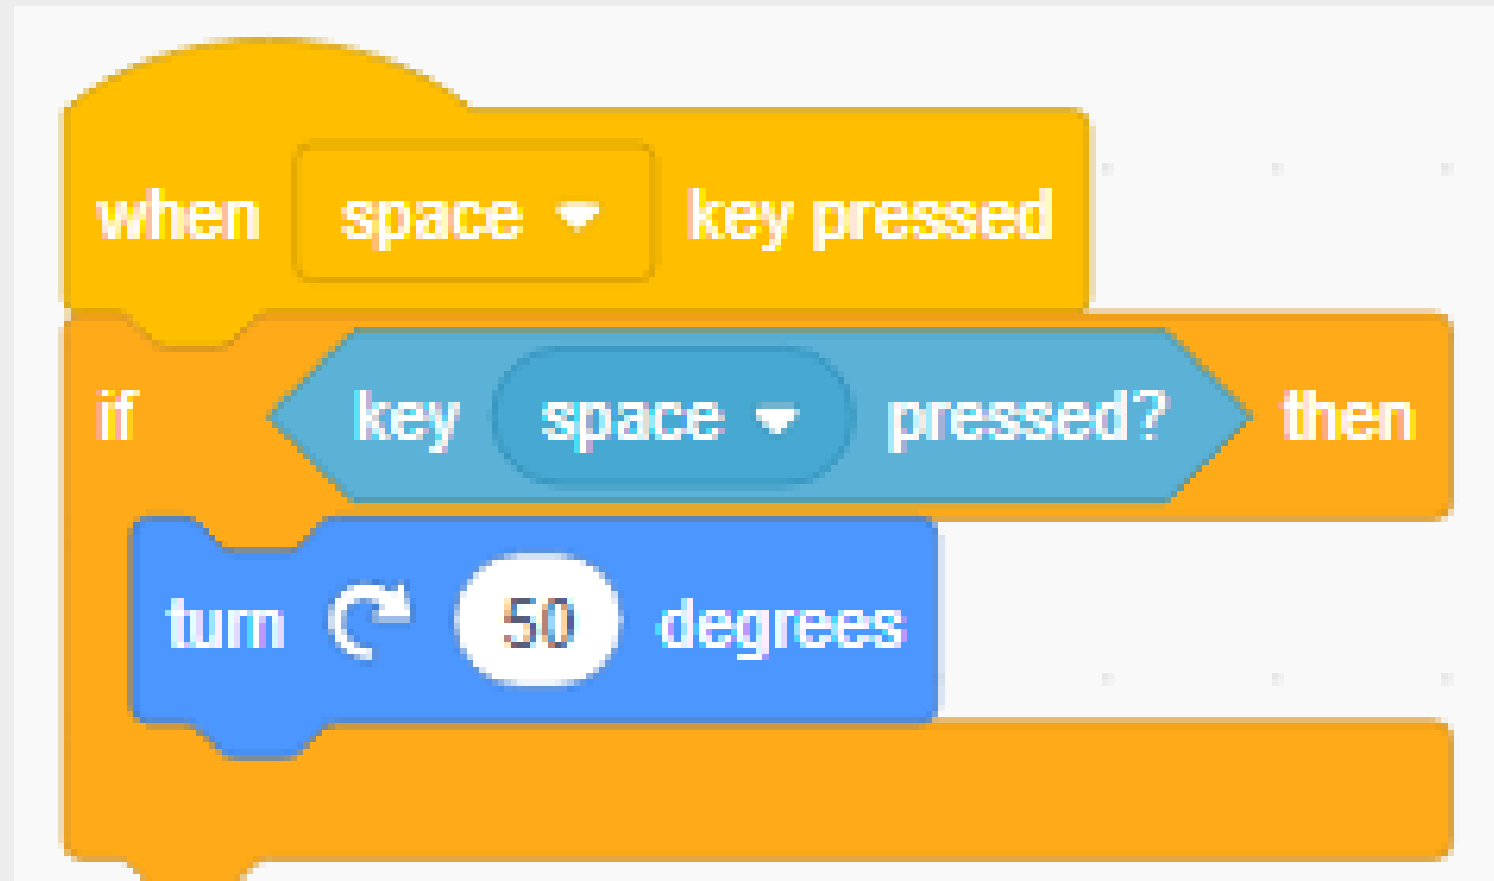 when space key pressed
if key space pressed? then
turn 50 degrees